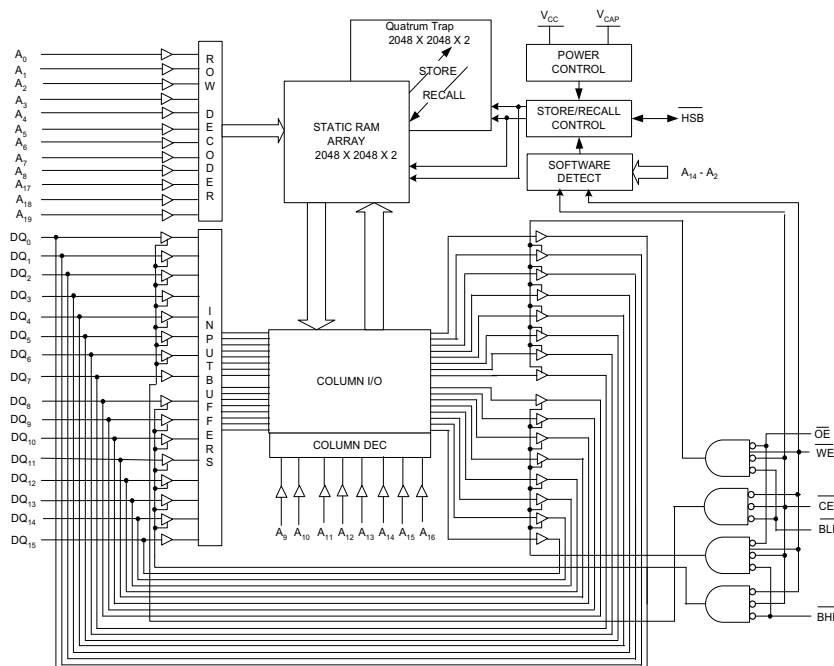 V_CC V_CAP
Quatrum Trap
2048 X 2048 X 2
STORE
RECALL
POWER
CONTROL
STORE/RECALL
CONTROL
HSB
SOFTWARE
DETECT
A_14 - A_2
STATIC RAM
ARRAY
2048 X 2048 X 2
A_0
A_1
A_2
A_3
A_4
A_5
A_6
A_7
A_8
A_17
A_18
A_19
ROW DECODER
DQ_0
DQ_1
DQ_2
DQ_3
DQ_4
DQ_5
DQ_6
DQ_7
DQ_8
DQ_9
DQ_10
DQ_11
DQ_12
DQ_13
DQ_14
DQ_15
INPUTBUFFERS
COLUMN I/O
COLUMN DEC
A_9 A_10 A_11 A_12 A_13 A_14 A_15 A_16
OE
WE
CE